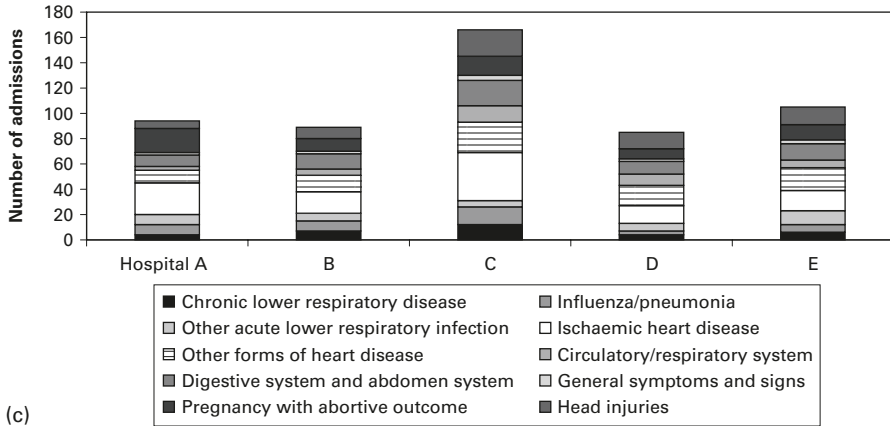 180
160
140
120
100
80
60
40
20
0
Number of admissions
Hospital A B C D E
Chronic lower respiratory disease Influenza/pneumonia
Other acute lower respiratory infection Ischaemic heart disease
Other forms of heart disease Circulatory/respiratory system
Digestive system and abdomen system General symptoms and signs
Pregnancy with abortive outcome Head injuries
(c)